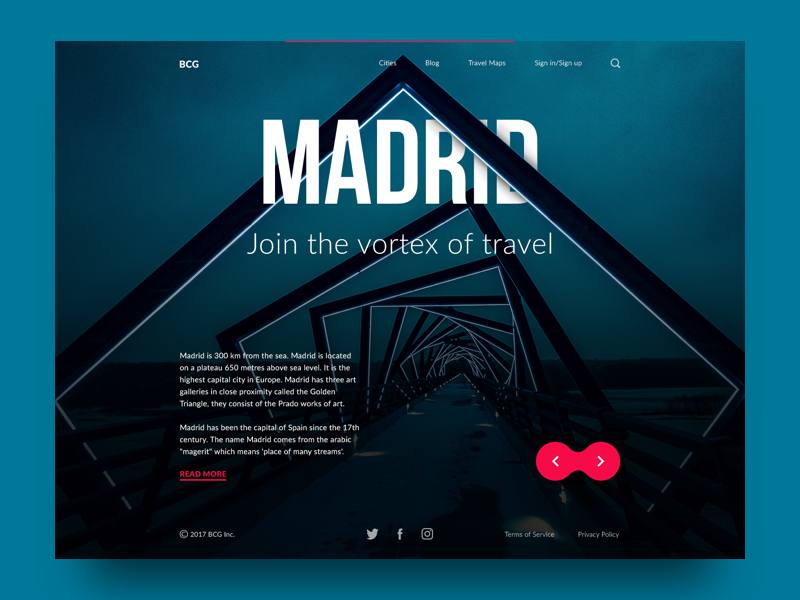 BCG
Cities
Blog
Travel Maps
Sign in/Sign up
MADRID
Join the vortex of travel
Madrid is 300 km from the sea. Madrid is located
on a plateau 650 metres above sea level. It is the
highest capital city in Europe. Madrid has three art
galleries in close proximity called the Golden
Triangle, they consist of the Prado works of art.
Madrid has been the capital of Spain since the 17th
century. The name Madrid comes from the arabic
"magerit" which means 'place of many streams'.
READ MORE
© 2017 BCG Inc.
Terms of Service
Privacy Policy